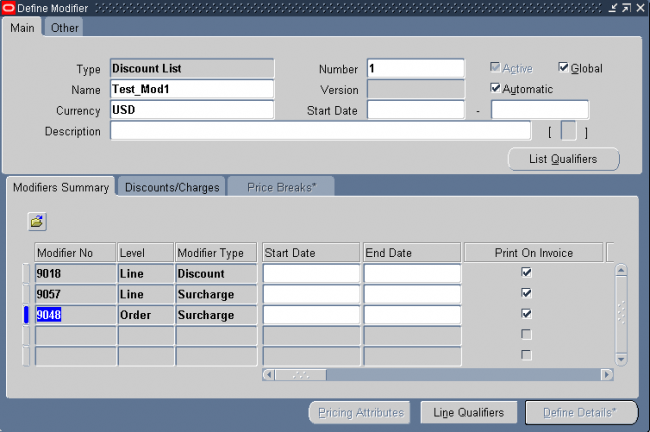 Define Modifier
Main Other
Type Discount List Number 1 Active Global
Name Test_Mod1 Version Automatic
Currency USD Start Date -
Description [ ]
List Qualifiers
Modifiers Summary Discounts/Charges Price Breaks*
Modifier No Level Modifier Type Start Date End Date Print On Invoice
9018 Line Discount
9057 Line Surcharge
9048 Order Surcharge
Pricing Attributes Line Qualifiers Define Details*